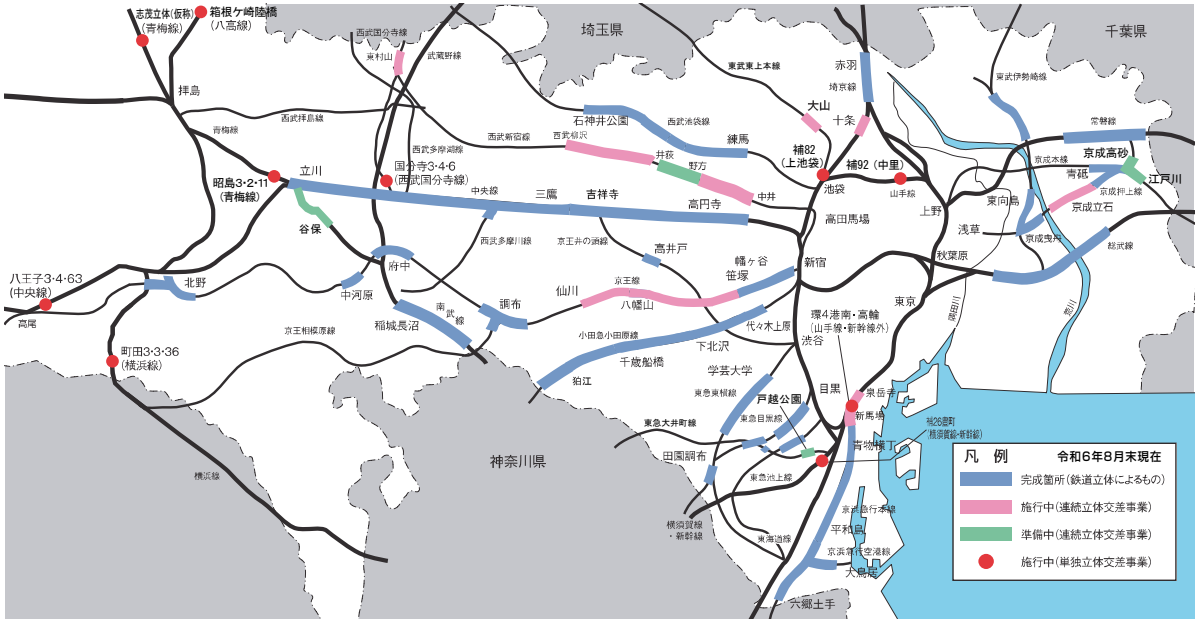 志茂立体(仮称)
(青梅線)
箱根ケ崎陸橋
(八高線)
西武国分寺線
東村山
武蔵野線
埼玉県
千葉県
拝島
西武拝島線
青梅線
東武東上本線
赤羽
埼京線
東武伊勢崎線
大山
十条
石神井公園
西武池袋線
練馬
常磐線
西武新宿線
西武柳沢
井荻
野方
中井
西武多摩湖線
国分寺3・4・6
(西武国分寺線)
補82
(上池袋)
補92(中里)
池袋
山手線
京成本線
京成高砂
青砥
江戸川
京成押上線
京成立石
昭島3・2・11
(青梅線)
立川
中央線
三鷹
吉祥寺
高円寺
高田馬場
上野
東向島
浅草
京成曳舟
総武線
谷保
西武多摩川線
京王井の頭線
高井戸
幡ヶ谷
笹塚
新宿
秋葉原
府中
八王子3・4・63
(中央線)
北野
中河原
高尾
仙川
京王線
八幡山
調布
南武線
稲城長沼
東京
隅田川
荒川
環4港南・高輪
(山手線・新幹線外)
京王相模原線
小田急小田原線
代々木上原
下北沢
渋谷
町田3・3・36
(横浜線)
千歳船橋
狛江
学芸大学
目黒
泉岳寺
東急東横線
戸越公園
新馬場
東急目黒線
東急大井町線
補26豊町
(横須賀線・新幹線)
青物横丁
田園調布
神奈川県
横浜線
東急池上線
横須賀線
・新幹線
東海道線
京浜急行本線
平和島
京浜急行空港線
大鳥居
六郷土手
凡 例
令和6年8月末現在
完成箇所(鉄道立体によるもの)
施行中(連続立体交差事業)
準備中(連続立体交差事業)
施行中(単独立体交差事業)